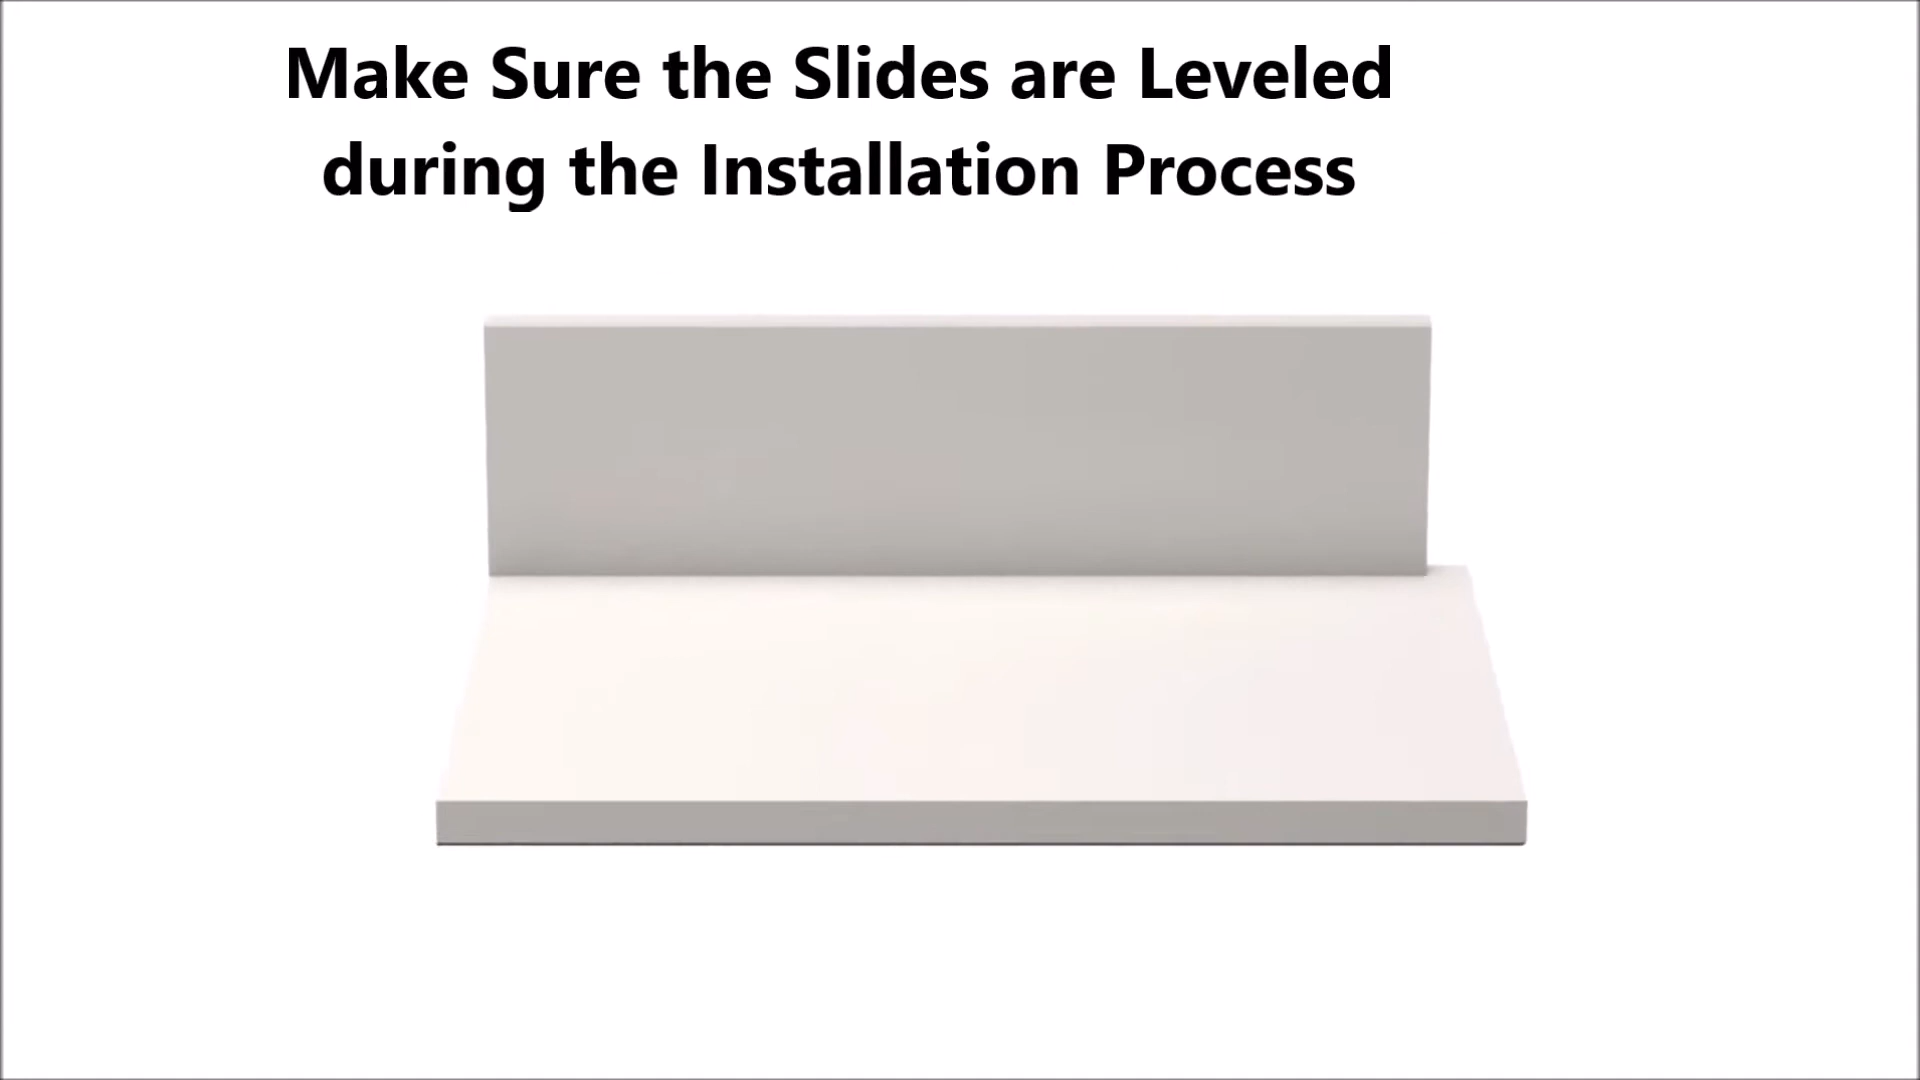 Make Sure the Slides are Leveled
during the Installation Process